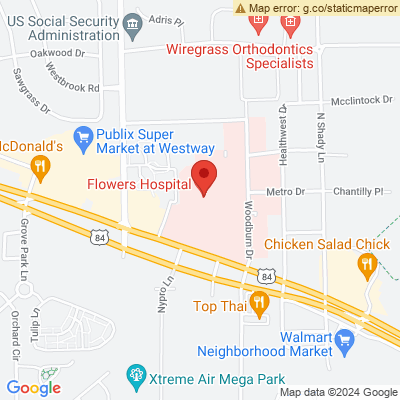 Map error: g.co/staticmaperror
US Social Security
Administration
Adris Pl
Oakwood Dr
Wiregrass Orthodontics
Specialists
Westbrook Rd
Sawgrass Dr
Mcclintock Dr
Publix Super
Market at Westway
McDonald's
Healthwest Dr
N Shady Ln
Flowers Hospital
Metro Dr
Chantilly Pl
Woodburn Dr
Grove Park Ln
84
Chicken Salad Chick
84
Napro Ln
Top Thai
Tulip Ln
Orchard Cir
Walmart
Neighborhood Market
Xtreme Air Mega Park
Google
Map data ©2024 Google